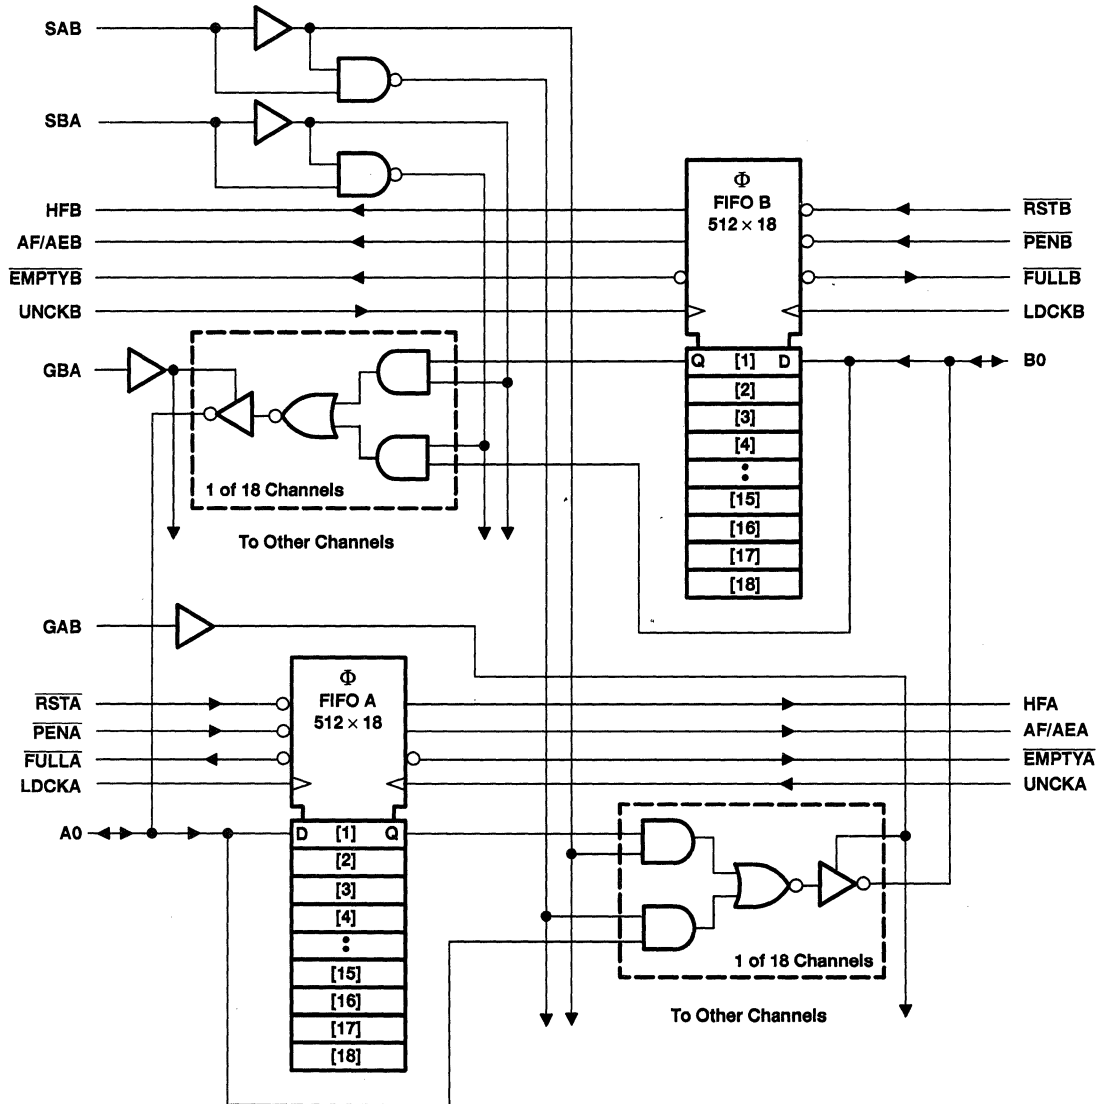 SAB
SBA
HFB
AF/AEB
EMPTYB
UNCKB
GBA
Φ
FIFO B
512 × 18
RSTB
PENB
FULLB
LDCKB
B0
Q [1] D
[2]
[3]
[4]
[15]
[16]
[17]
[18]
1 of 18 Channels
To Other Channels
GAB
RSTA
PENA
FULLA
LDCKA
A0
Φ
FIFO A
512 × 18
HFA
AF/AEA
EMPTYA
UNCKA
D [1] Q
[2]
[3]
[4]
[15]
[16]
[17]
[18]
1 of 18 Channels
To Other Channels